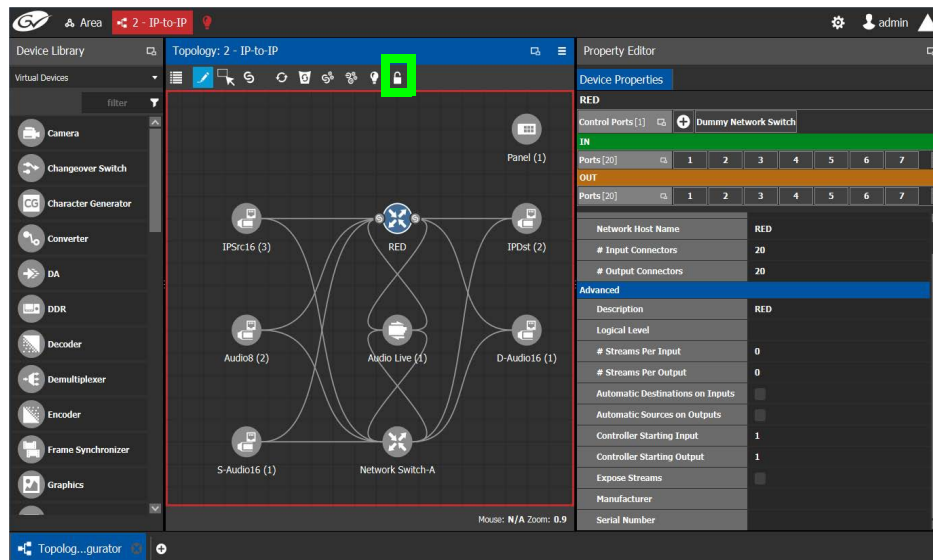 GV Area 2 - IP-to-IP admin
Device Library
Topology: 2 - IP-to-IP
Property Editor
Virtual Devices
filter
Camera
Changeover Switch
CG Character Generator
Converter
DA
DDR
Decoder
Demultiplexer
Encoder
Frame Synchronizer
Graphics
Panel (1)
IPSrc16 (3)
RED
IPDst (2)
Audio8 (2)
Audio Live (1)
D-Audio16 (1)
S-Audio16 (1)
Network Switch-A
Mouse: N/A Zoom: 0.9
Device Properties
RED
Control Ports [1] Dummy Network Switch
IN
Ports [20] 1 2 3 4 5 6 7
OUT
Ports [20] 1 2 3 4 5 6 7
Network Host Name RED
# Input Connectors 20
# Output Connectors 20
Advanced
Description RED
Logical Level
# Streams Per Input 0
# Streams Per Output 0
Automatic Destinations on Inputs
Automatic Sources on Outputs
Controller Starting Input 1
Controller Starting Output 1
Expose Streams
Manufacturer
Serial Number
Topolog...gurator